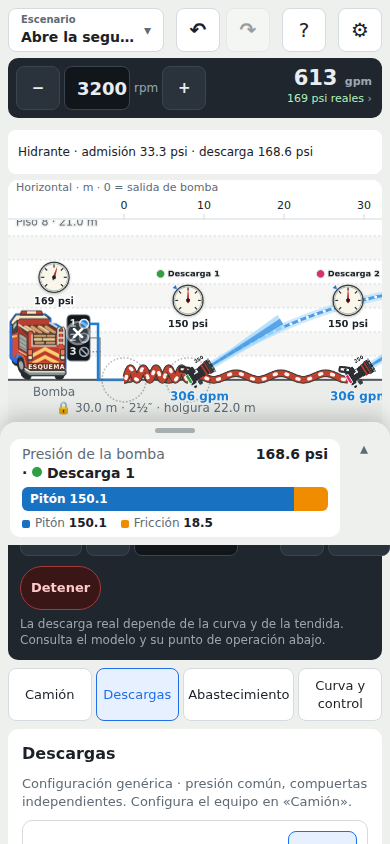 Escenario
Abre la segu... ▾
↶
↷
?
⚙
−
3200 rpm
+
613 gpm
169 psi reales ›
Hidrante · admisión 33.3 psi · descarga 168.6 psi
Horizontal · m · 0 = salida de bomba
0 10 20 30
Piso 8 · 21.0 m
Descarga 1
Descarga 2
169 psi
150 psi
150 psi
3
ESQUEMA
250
250
Bomba
306 gpm
306 gpm
30.0 m · 2½″ · holgura 22.0 m
Presión de la bomba
168.6 psi
▲
· Descarga 1
Pitón 150.1
Pitón 150.1 Fricción 18.5
Detener
La descarga real depende de la curva y de la tendida.
Consulta el modelo y su punto de operación abajo.
Camión
Descargas
Abastecimiento
Curva y
control
Descargas
Configuración genérica · presión común, compuertas
independientes. Configura el equipo en «Camión».